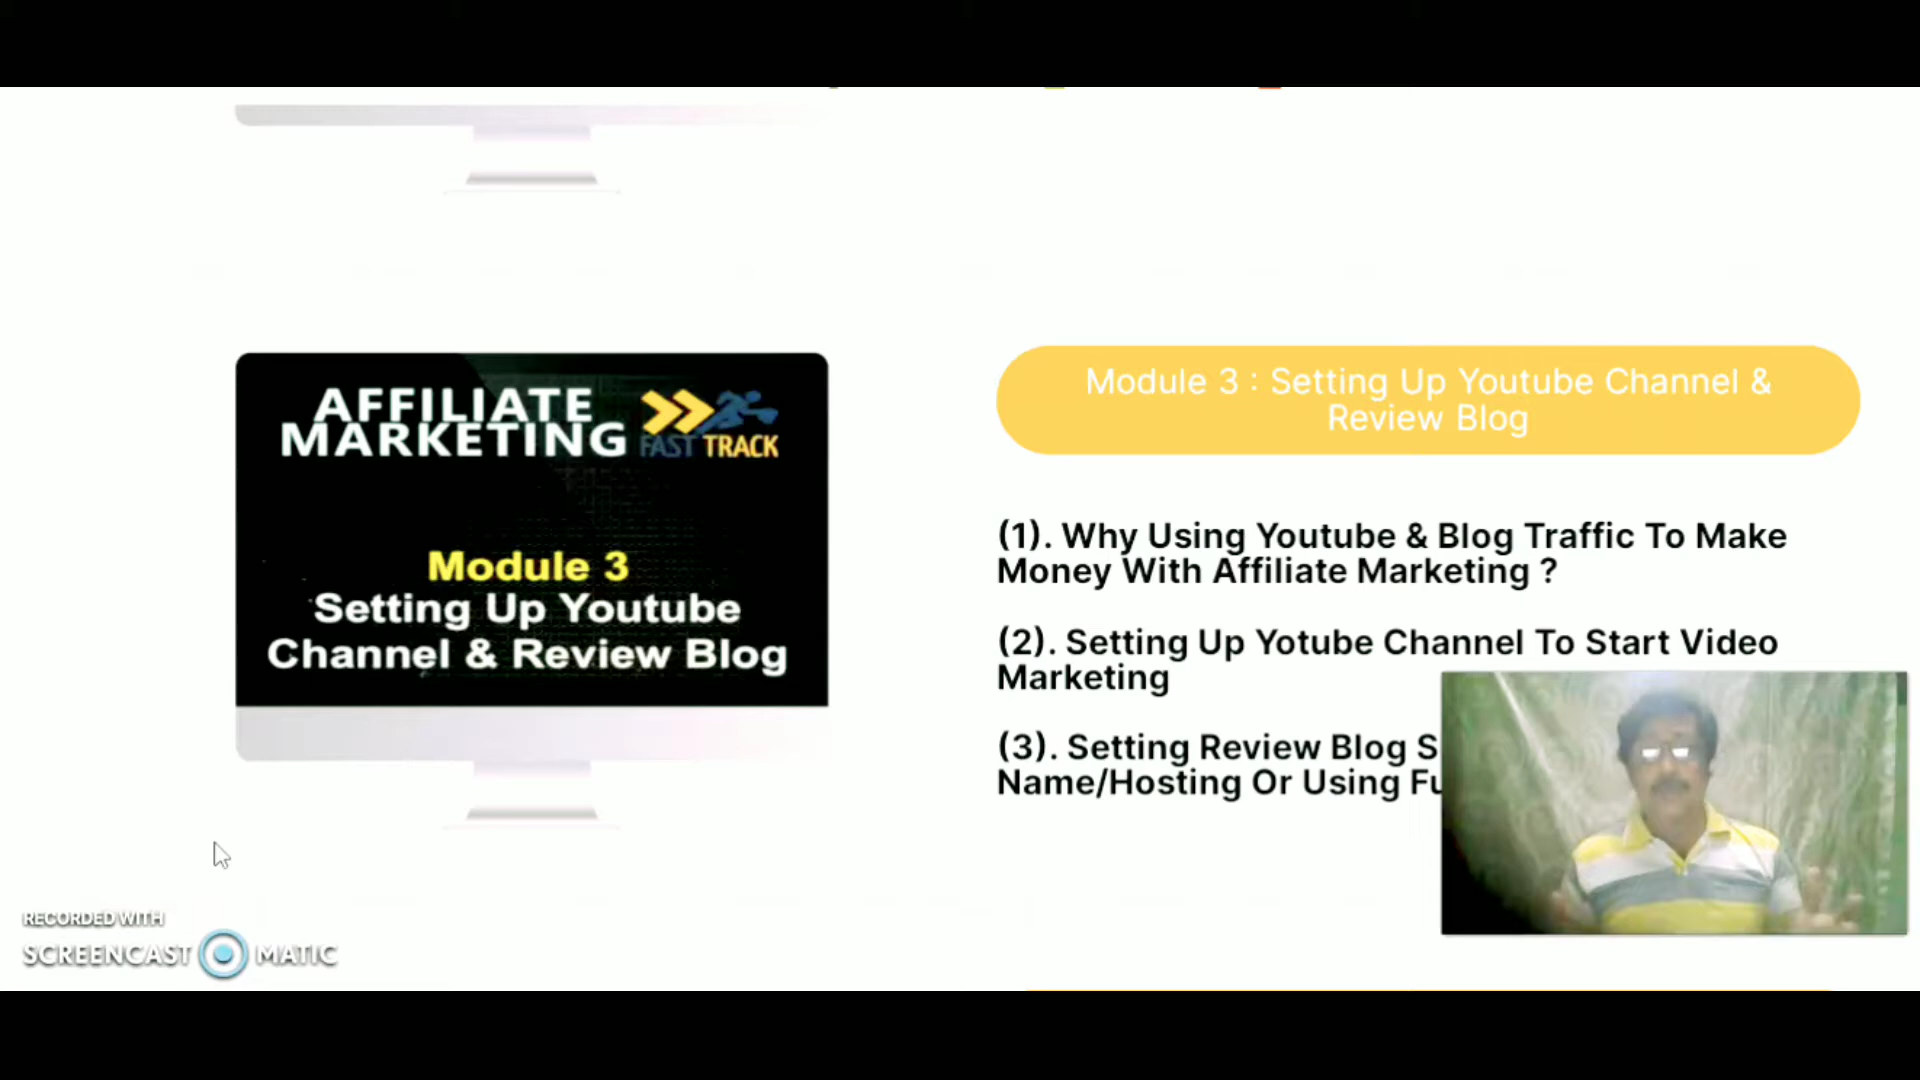 AFFILIATE
MARKETING
FAST TRACK
Module 3
Setting Up Youtube
Channel & Review Blog
Module 3 : Setting Up Youtube Channel &
Review Blog
(1). Why Using Youtube & Blog Traffic To Make
Money With Affiliate Marketing ?
(2). Setting Up Yotube Channel To Start Video
Marketing
(3). Setting Review Blog
Name/Hosting Or Using
RECORDED WITH
SCREENCAST MATIC